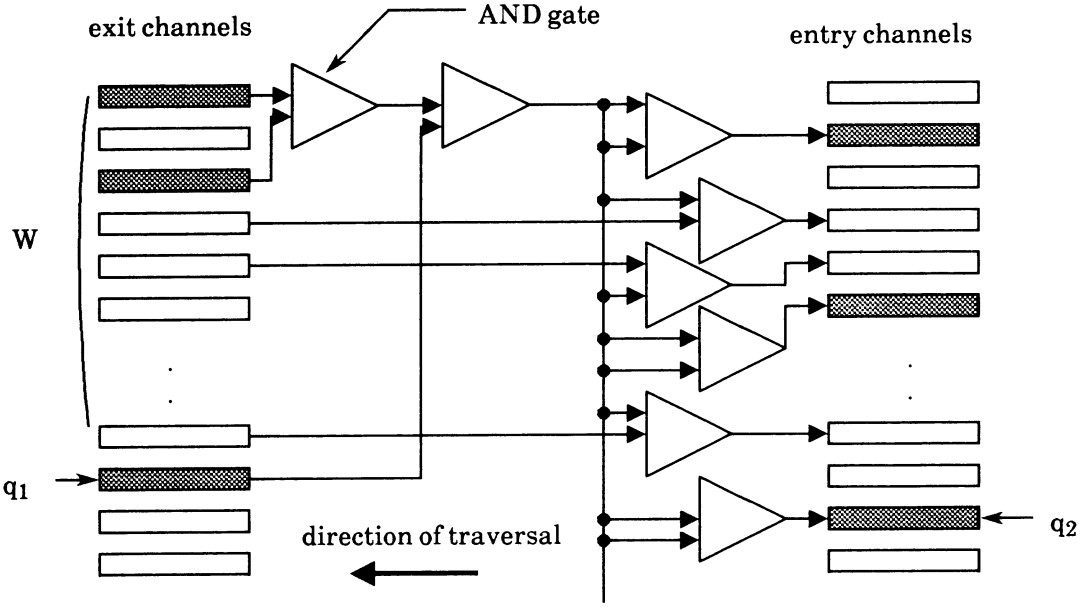 AND gate
exit channels
entry channels
W
q1
q2
direction of traversal